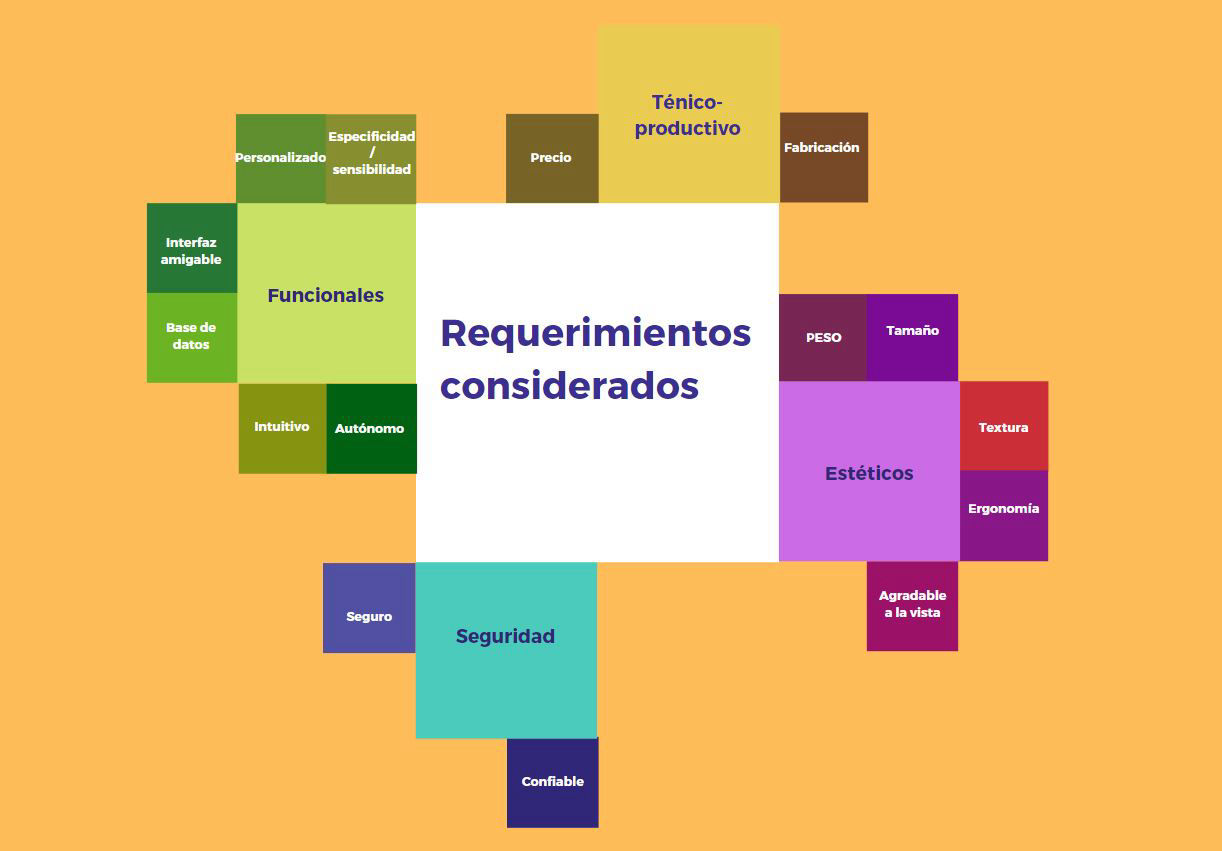 Ténico-
productivo
Precio
Fabricación
Personalizado
Especificidad
/
sensibilidad
Interfaz
amigable
Base de
datos
Funcionales
Intuitivo
Autónomo
Requerimientos
considerados
PESO
Tamaño
Estéticos
Textura
Ergonomía
Agradable
a la vista
Seguro
Seguridad
Confiable